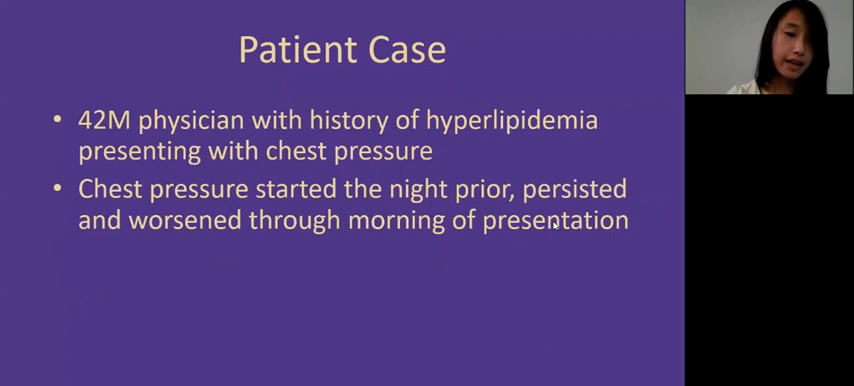 Patient Case
• 42M physician with history of hyperlipidemia
presenting with chest pressure
• Chest pressure started the night prior, persisted
and worsened through morning of presentation